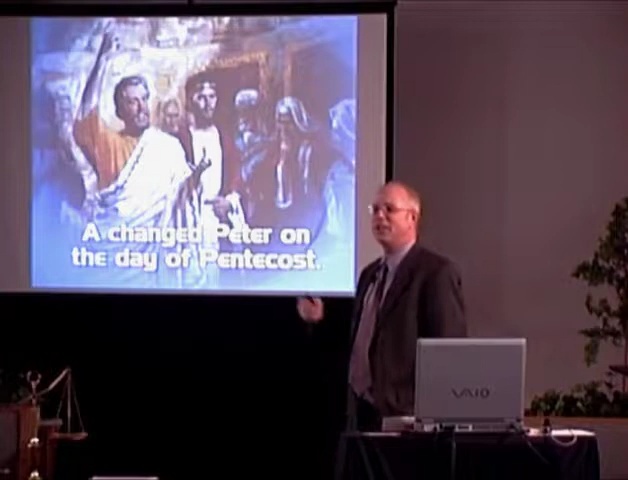 A changed Peter on
the day of Pentecost.
VAIO